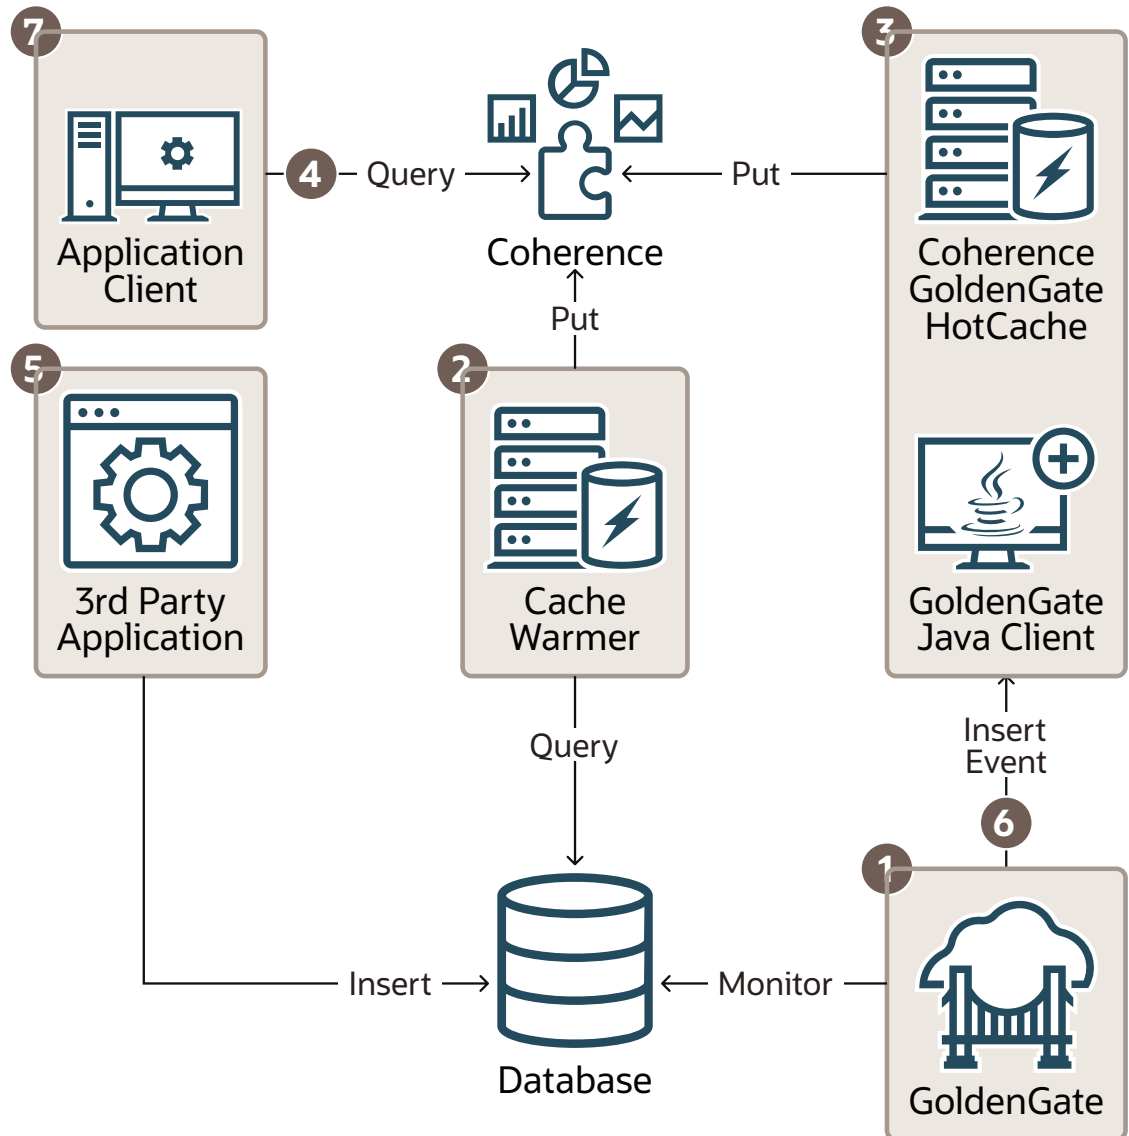 7
Application
Client
4
Query
Coherence
Put
3
Coherence
GoldenGate
HotCache
GoldenGate
Java Client
Put
5
3rd Party
Application
2
Cache
Warmer
Query
Insert
Event
6
1
Insert
Database
Monitor
GoldenGate